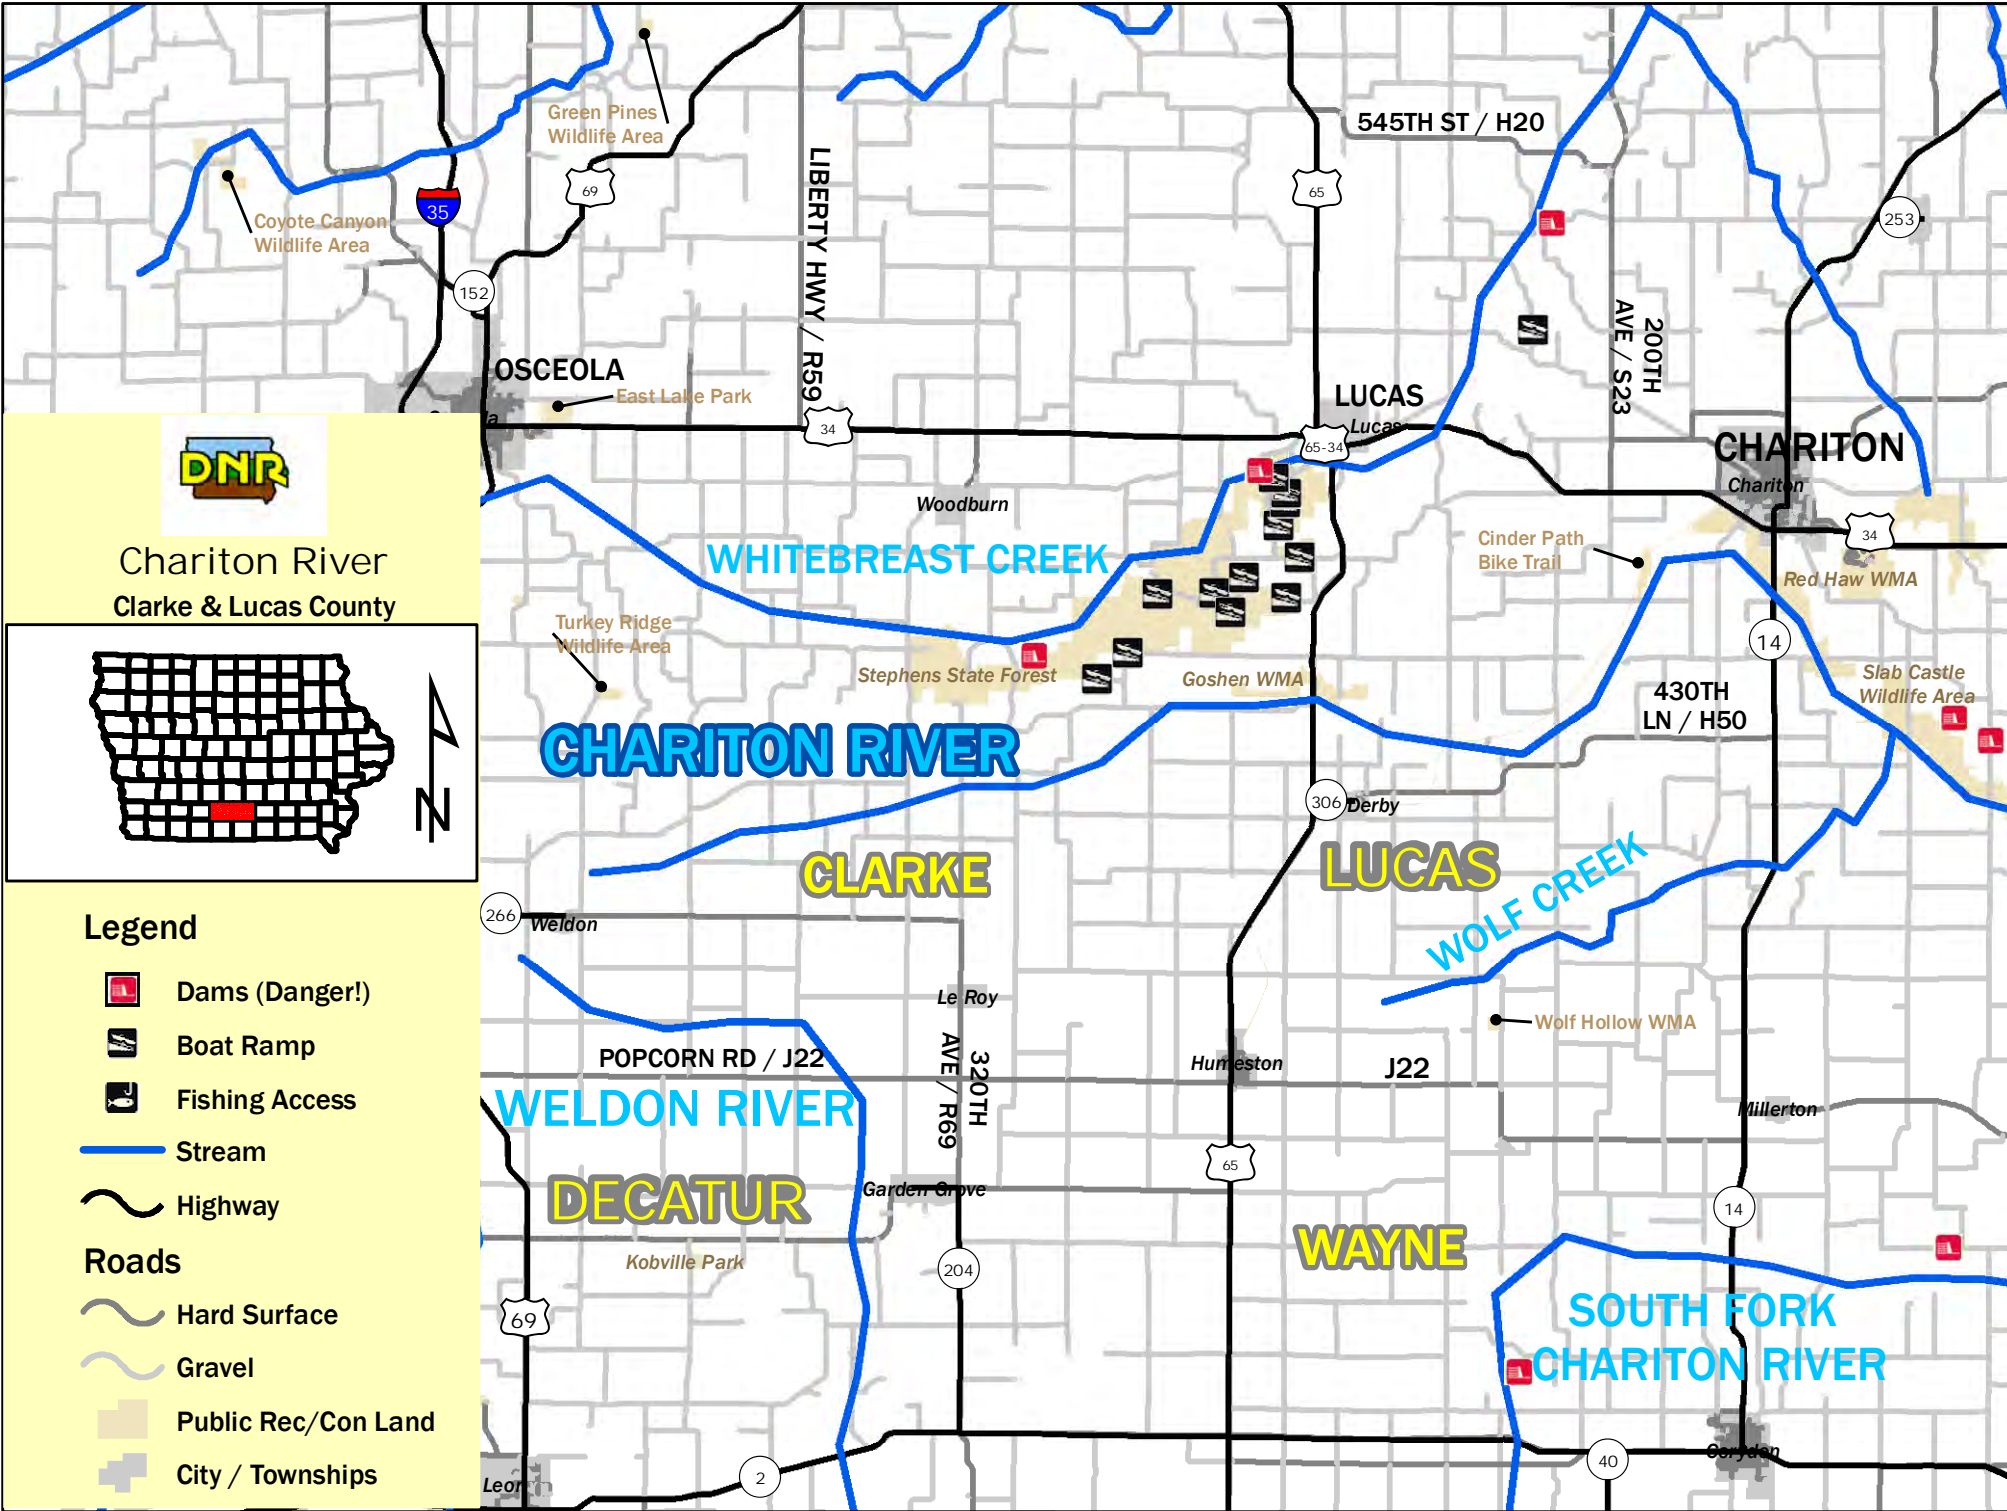 Green Pines
Wildlife Area
545TH ST / H20
LIBERTY HWY / R59
69
65
35
Coyote Canyon
Wildlife Area
253
152
200TH
AVE / S23
OSCEOLA
East Lake Park
LUCAS
Lucas
34
65-34
CHARITON
Chariton
la
Woodburn
34
WHITEBREAST CREEK
Cinder Path
Bike Trail
Red Haw WMA
Turkey Ridge
Wildlife Area
14
Stephens State Forest
Goshen WMA
Slab Castle
Wildlife Area
430TH
LN / H50
CHARITON RIVER
306
Derby
CLARKE
LUCAS
WOLF CREEK
266
Weldon
Le Roy
Wolf Hollow WMA
POPCORN RD / J22
320TH
AVE / R69
Humeston
J22
WELDON RIVER
Millerton
65
DECATUR
Garden Grove
14
WAYNE
Kobville Park
204
69
SOUTH FORK
CHARITON RIVER
2
40
Corydon
Leon
DNR
Chariton River
Clarke & Lucas County
N
Legend
Dams (Danger!)
Boat Ramp
Fishing Access
Stream
Highway
Roads
Hard Surface
Gravel
Public Rec/Con Land
City / Townships